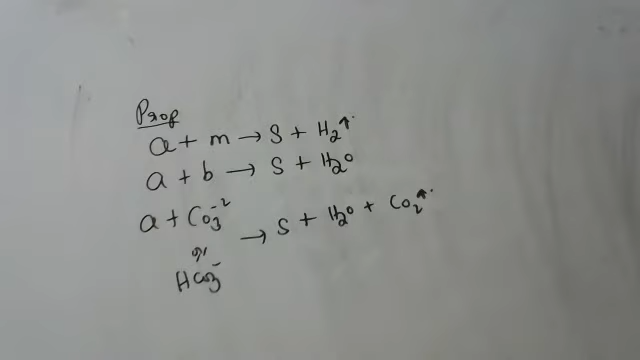 Prop
a + m → S + H₂↑
a + b → S + H₂O
a + CO₃⁻² → S + H₂O + CO₂↑
or
HCO₃⁻